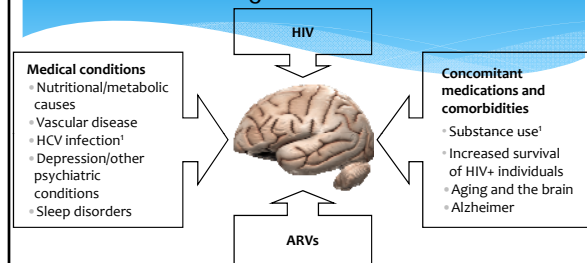 HIV
Medical conditions
• Nutritional/metabolic
causes
• Vascular disease
• HCV infection¹
• Depression/other
psychiatric
conditions
• Sleep disorders
Concomitant
medications and
comorbidities
• Substance use¹
• Increased survival
of HIV+ individuals
• Aging and the brain
• Alzheimer
ARVs